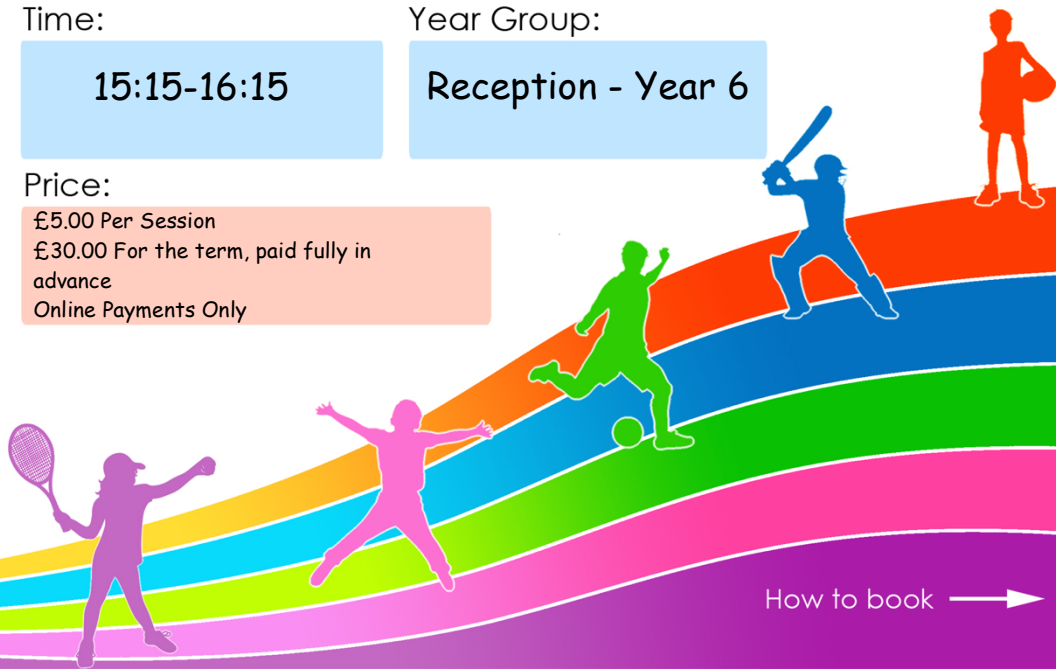 Time:
Year Group:
15:15-16:15
Reception - Year 6
Price:
£5.00 Per Session
£30.00 For the term, paid fully in
advance
Online Payments Only
How to book